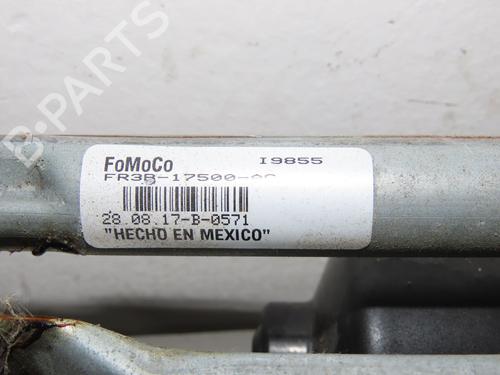 FoMoCo I9855
FR3B-17500-
28.08.17-B-0571
"HECHO EN MEXICO"
B-PARTS